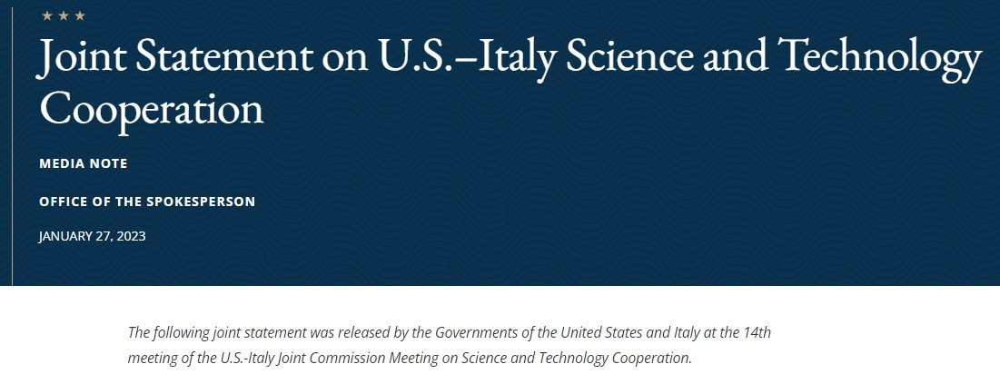 Joint Statement on U.S.–Italy Science and Technology
Cooperation
MEDIA NOTE
OFFICE OF THE SPOKESPERSON
JANUARY 27, 2023
The following joint statement was released by the Governments of the United States and Italy at the 14th
meeting of the U.S.-Italy Joint Commission Meeting on Science and Technology Cooperation.